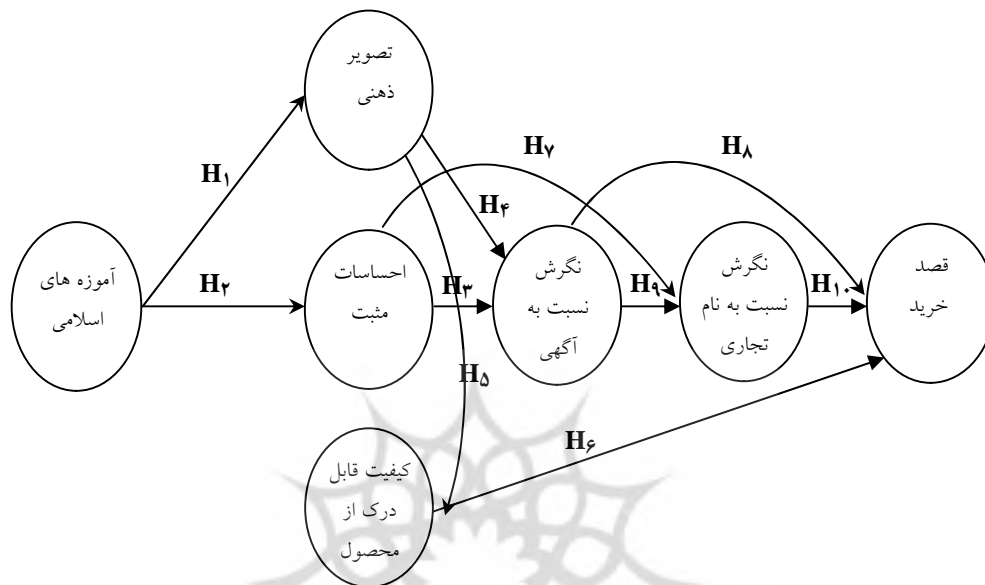 تصویر
ذهنی
H۷
H۸
H۱
H۴
آموزه های
اسلامی
H۲
احساسات
مثبت
H۳
نگرش
نسبت به
آگهی
H۹
نگرش
نسبت به نام
تجاری
H۱۰
قصد
خرید
H۵
H۶
کیفیت قابل
درک از
محصول